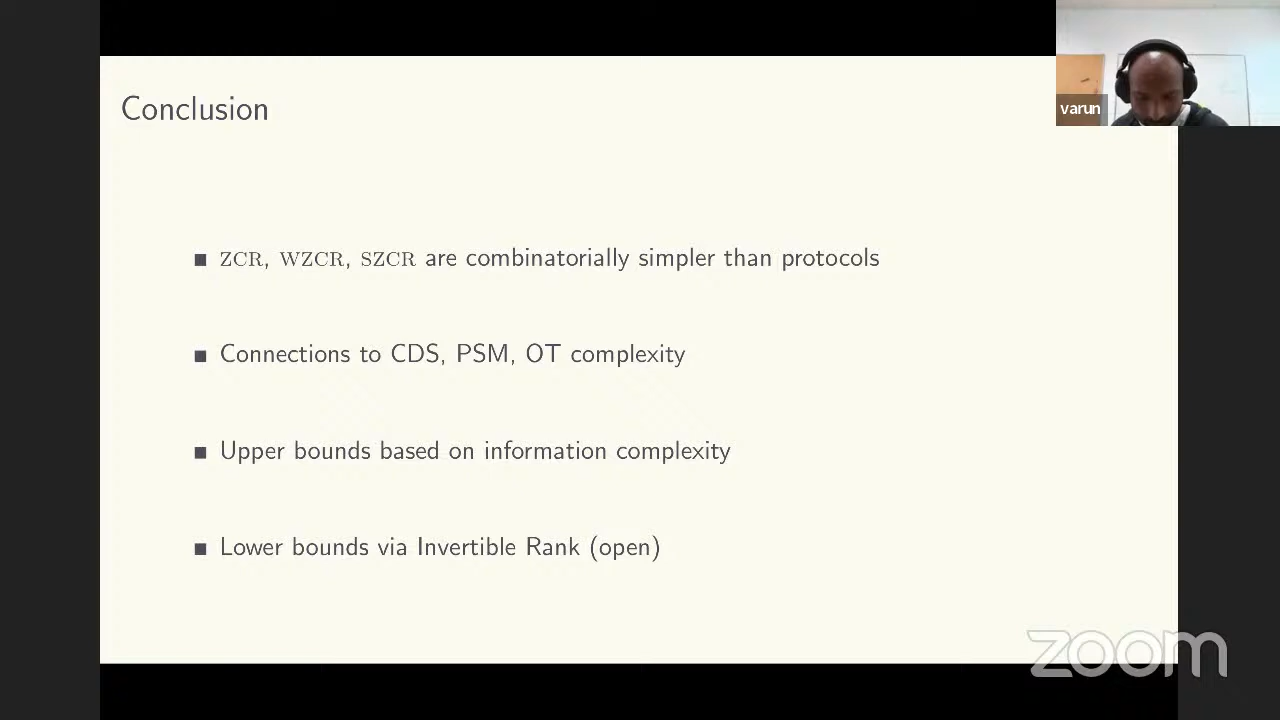 Conclusion
varun
■ ZCR, WZCR, SZCR are combinatorially simpler than protocols
■ Connections to CDS, PSM, OT complexity
■ Upper bounds based on information complexity
■ Lower bounds via Invertible Rank (open)
zoom